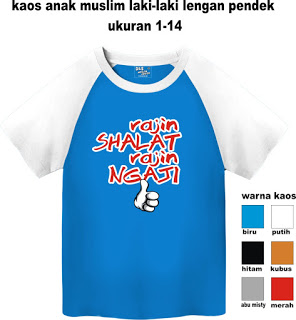 kaos anak muslim laki-laki lengan pendek
ukuran 1-14
rajin
SHALAT
rajin
NGAJI
warna kaos
biru
putih
hitam
kubus
abu misty
merah